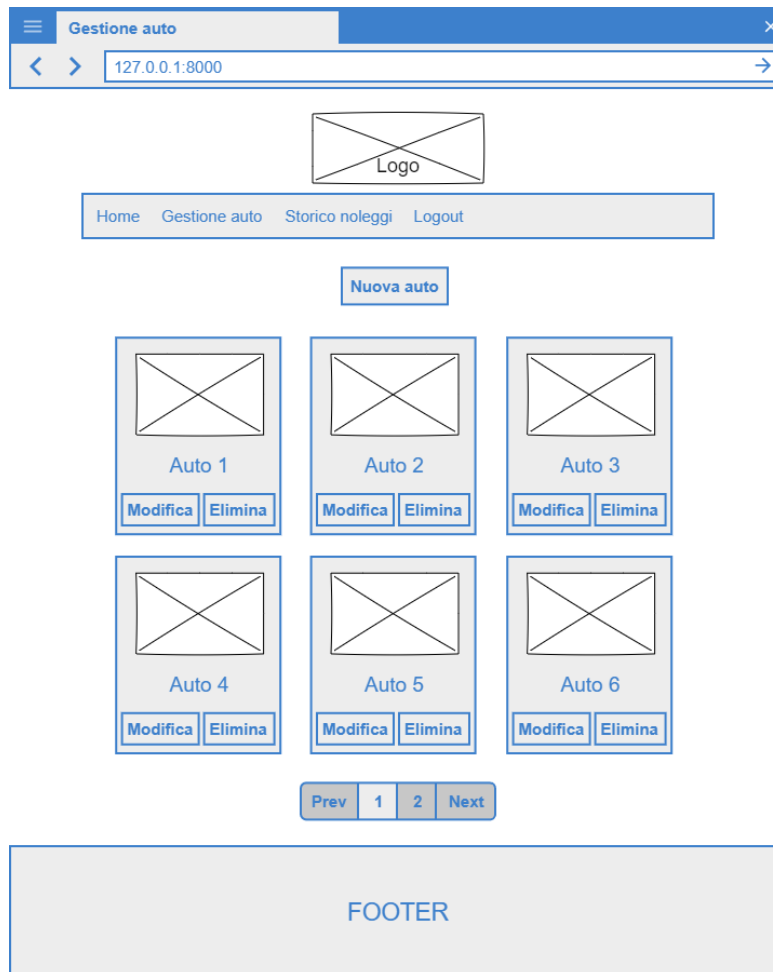 Gestione auto
127.0.0.1:8000
Logo
Home Gestione auto Storico noleggi Logout
Nuova auto
Auto 1 Auto 2 Auto 3
Modifica Elimina Modifica Elimina Modifica Elimina
Auto 4 Auto 5 Auto 6
Modifica Elimina Modifica Elimina Modifica Elimina
Prev 1 2 Next
FOOTER